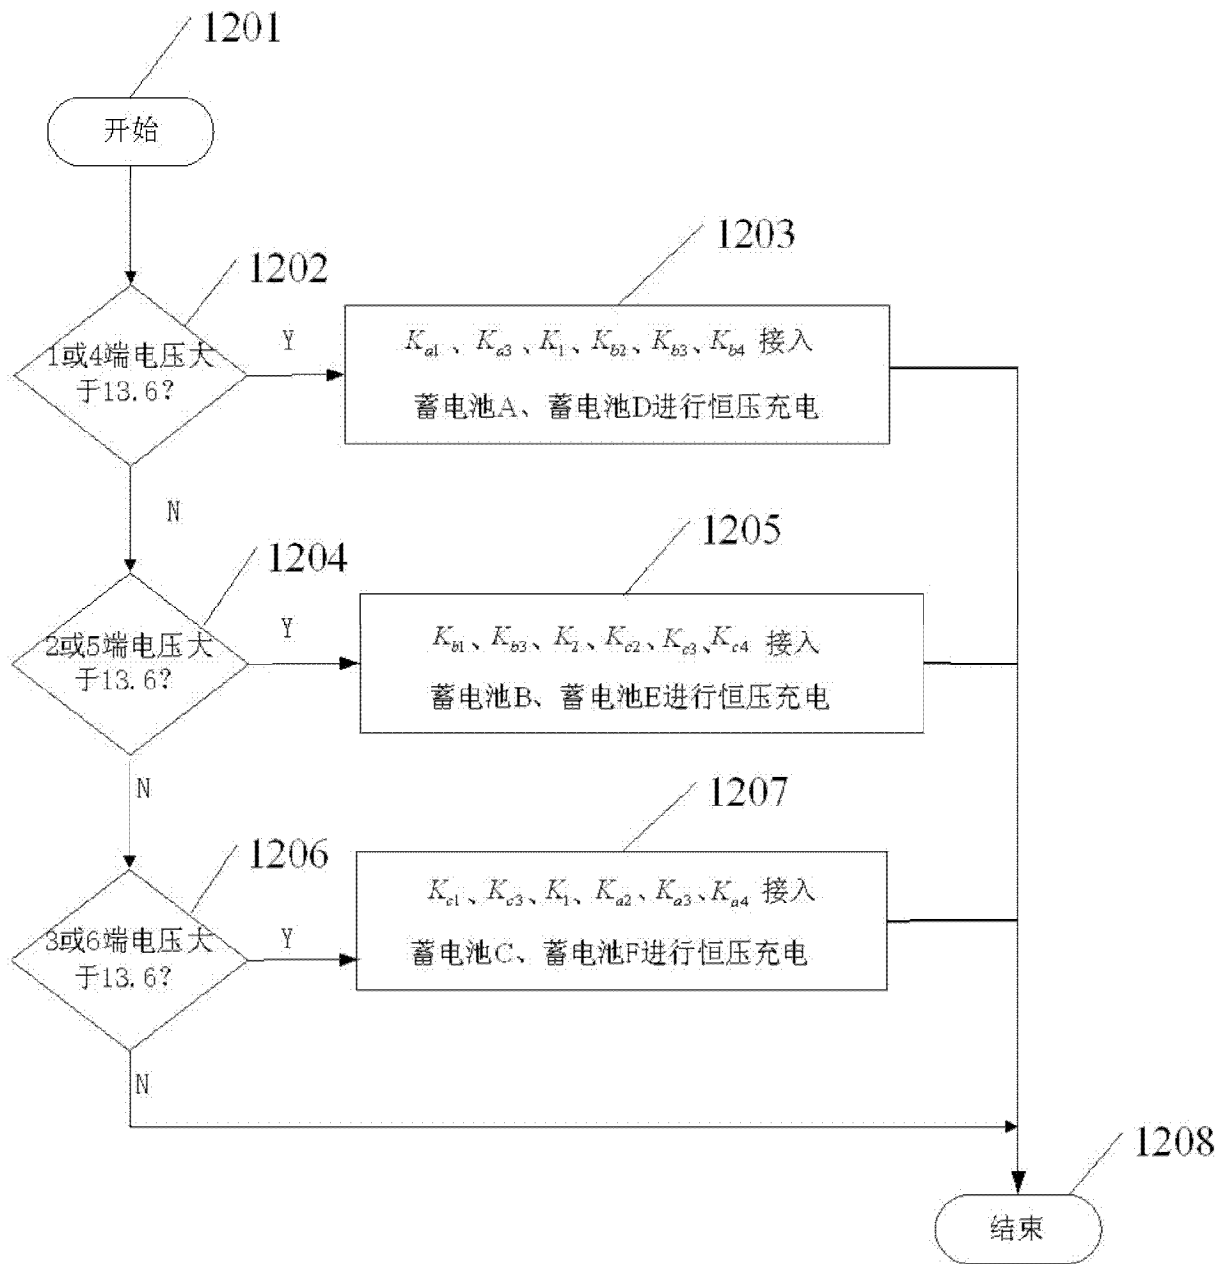 1201
开始
1202
1或4端电压大
于13.6?
Y
1203
Ka1、Ka3、K1、Kb2、Kb3、Kb4 接入
蓄电池A、蓄电池D进行恒压充电
N
1204
2或5端电压大
于13.6?
Y
1205
Kb1、Kb3、K2、Kc2、Kc3、Kc4 接入
蓄电池B、蓄电池E进行恒压充电
N
1206
3或6端电压大
于13.6?
Y
1207
Kc1、Kc3、K1、Ka2、Ka3、Ka4 接入
蓄电池C、蓄电池F进行恒压充电
N
1208
结束